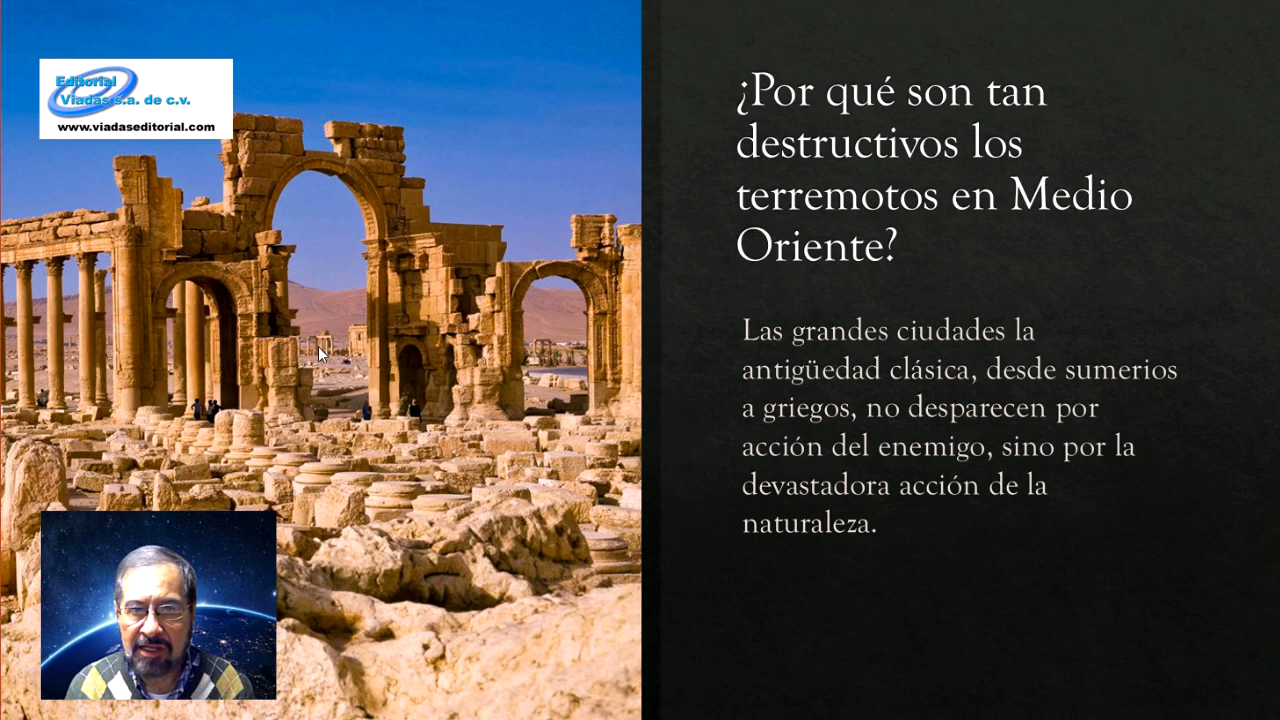 Editorial
Viadas s.a. de c.v.
www.viadaseditorial.com
¿Por qué son tan
destructivos los
terremotos en Medio
Oriente?
Las grandes ciudades la
antigüedad clásica, desde sumerios
a griegos, no desparecen por
acción del enemigo, sino por la
devastadora acción de la
naturaleza.